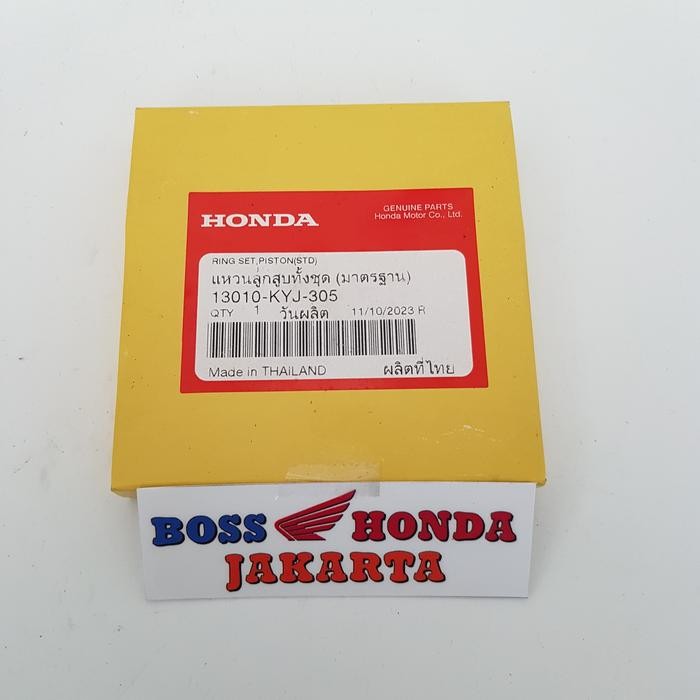 HONDA
GENUINE PARTS
Honda Motor Co., Ltd.
RING SET,PISTON(STD)
แหวนลูกสูบทั้งชุด (มาตรฐาน)
13010-KYJ-305
QTY 1 วันผลิต 11/10/2023 R
Made in THAILAND ผลิตที่ไทย
BOSS HONDA
JAKARTA